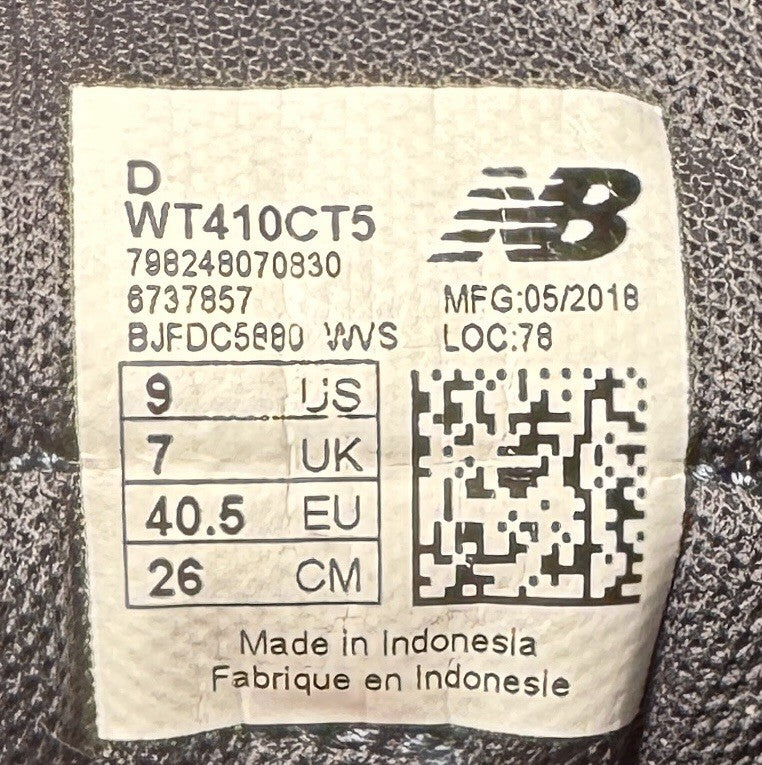 D
WT410CT5
NB
798248070830
6737857
MFG:05/2018
BJFDC5880 WVS
LOC:78
9 US
7 UK
40.5 EU
26 CM
Made in Indonesia
Fabrique en Indonesie